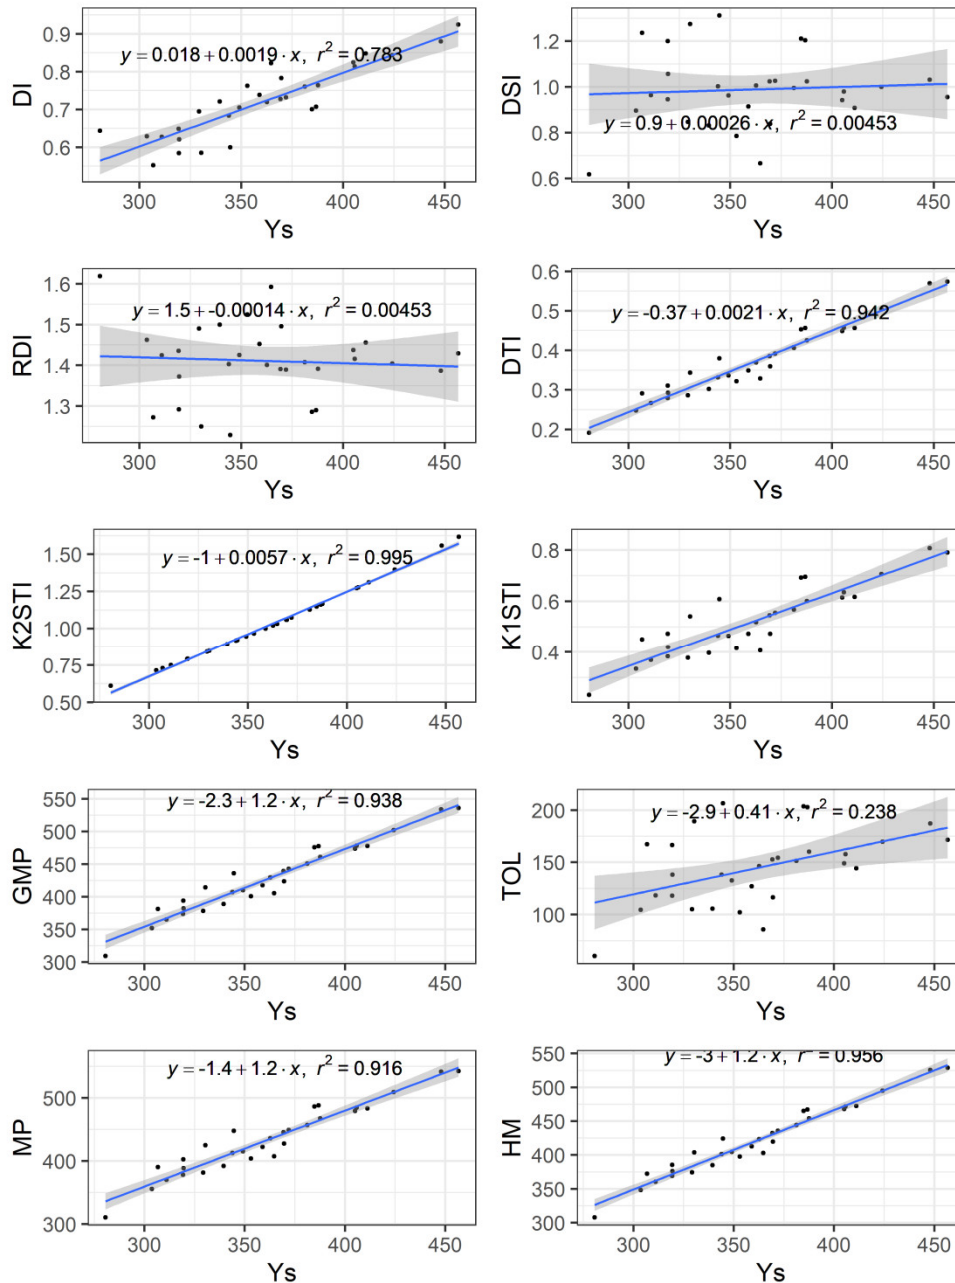 DI
0.9
0.8
0.7
0.6
y = 0.018 + 0.0019 · x, r² = 0.783
300 350 400 450
Ys
DSI
1.2
1.0
0.8
0.6
y = 0.9 + 0.00026 · x, r² = 0.00453
300 350 400 450
Ys
RDI
1.6
1.5
1.4
1.3
y = 1.5 + -0.00014 · x, r² = 0.00453
300 350 400 450
Ys
DTI
0.6
0.5
0.4
0.3
0.2
y = -0.37 + 0.0021 · x, r² = 0.942
300 350 400 450
Ys
K2STI
1.50
1.25
1.00
0.75
0.50
y = -1 + 0.0057 · x, r² = 0.995
300 350 400 450
Ys
K1STI
0.8
0.6
0.4
300 350 400 450
Ys
GMP
550
500
450
400
350
300
y = -2.3 + 1.2 · x, r² = 0.938
300 350 400 450
Ys
TOL
200
150
100
y = -2.9 + 0.41 · x, r² = 0.238
300 350 400 450
Ys
MP
500
400
300
y = -1.4 + 1.2 · x, r² = 0.916
300 350 400 450
Ys
HM
550
500
450
400
350
300
y = -3 + 1.2 · x, r² = 0.956
300 350 400 450
Ys